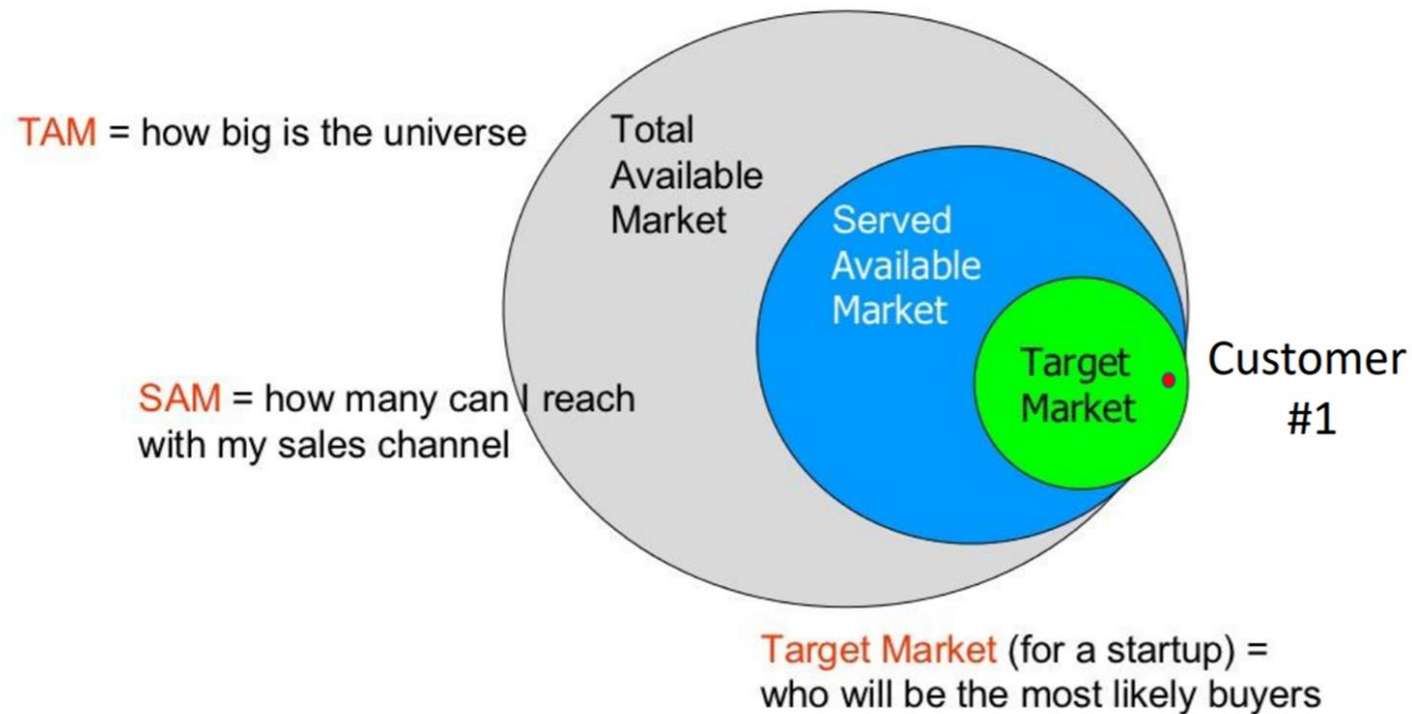 TAM = how big is the universe
Total
Available
Market
Served
Available
Market
Target
Market
Customer
#1
SAM = how many can I reach
with my sales channel
Target Market (for a startup) =
who will be the most likely buyers